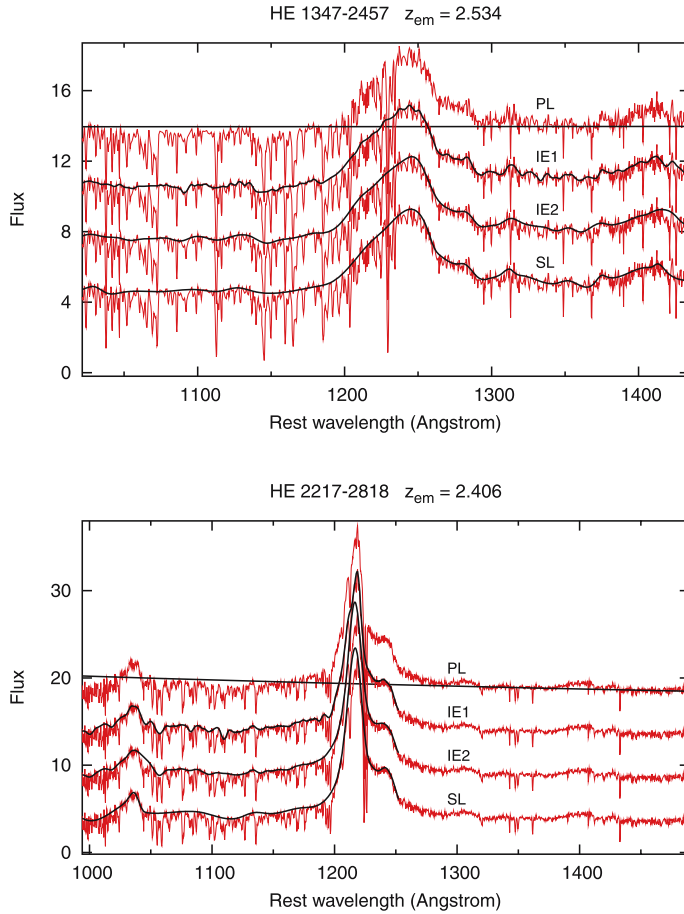 HE 1347-2457 z_em = 2.534
16
PL
12
IE1
Flux
8
IE2
SL
4
0
1100 1200 1300 1400
Rest wavelength (Angstrom)
HE 2217-2818 z_em = 2.406
30
PL
20
Flux
IE1
10
IE2
SL
0
1000 1100 1200 1300 1400
Rest wavelength (Angstrom)